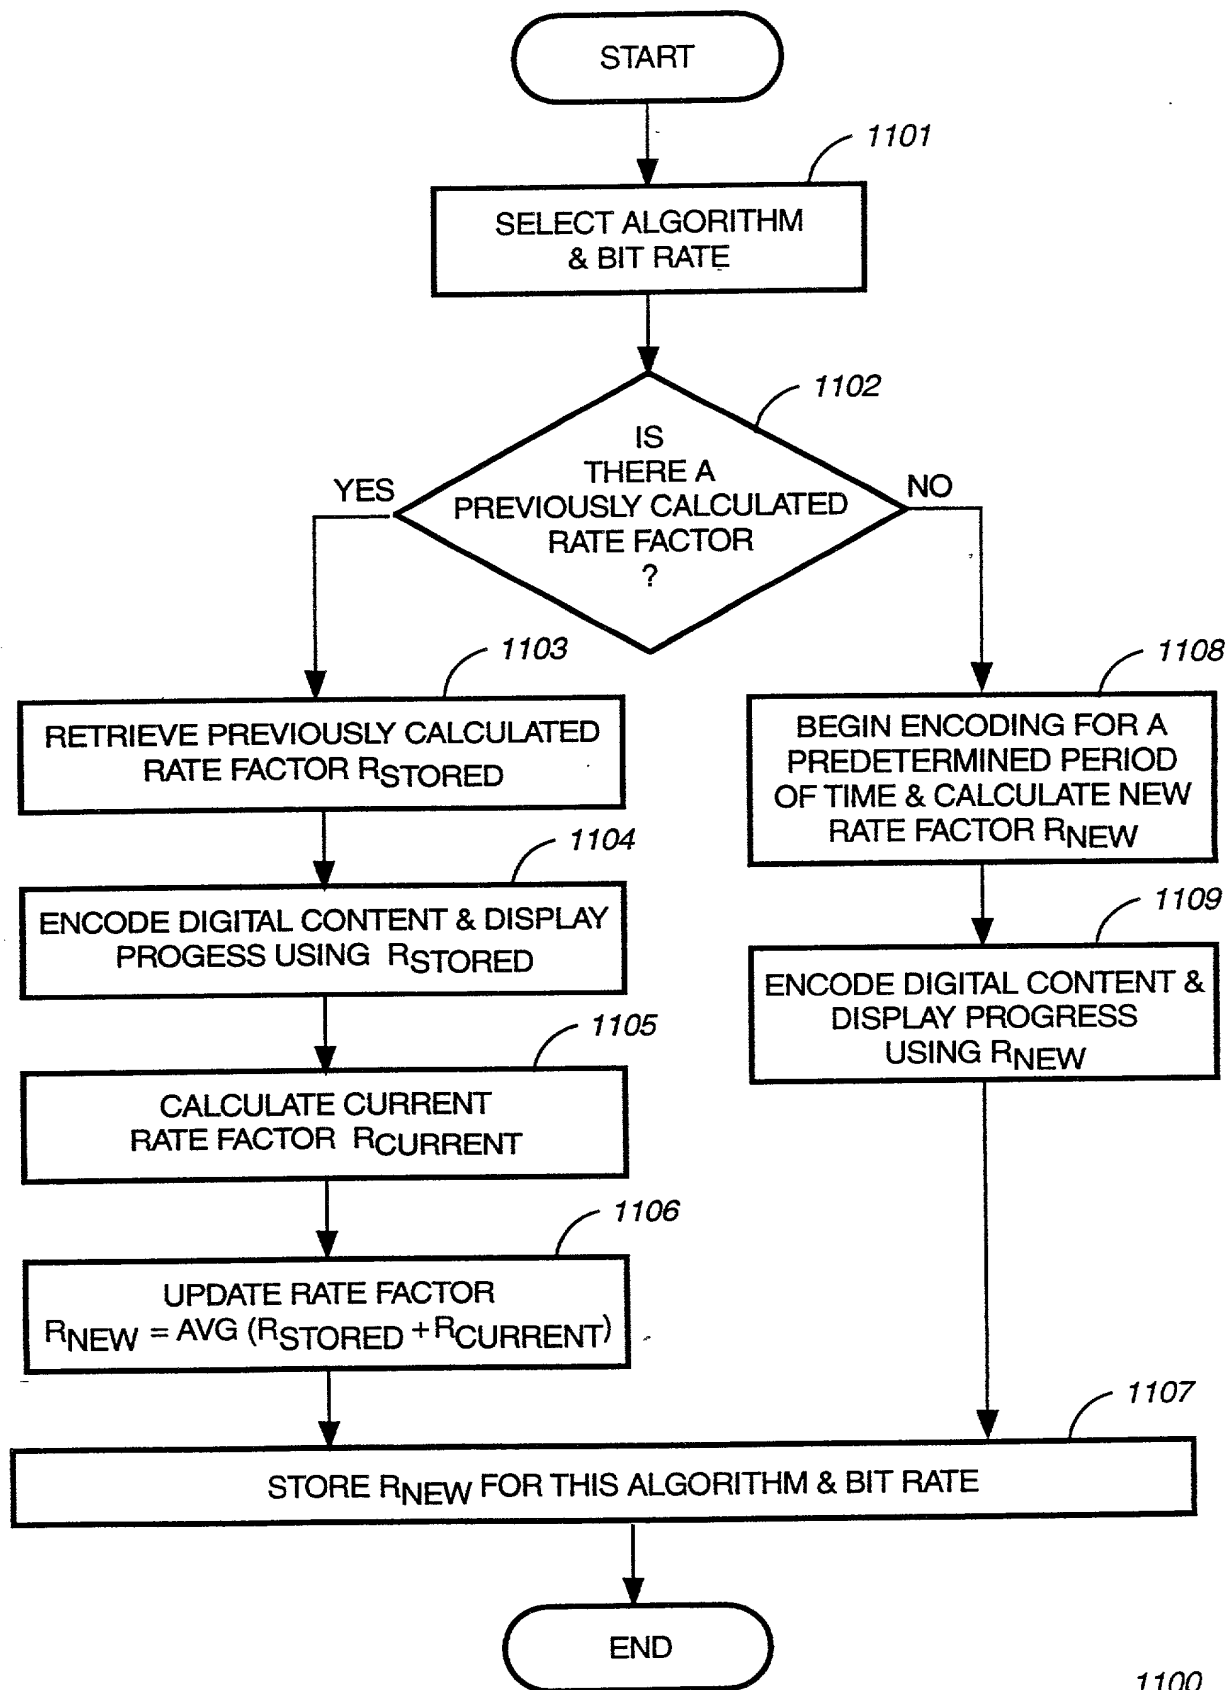 START
1101
SELECT ALGORITHM
& BIT RATE
1102
IS
THERE A
PREVIOUSLY CALCULATED
RATE FACTOR
?
YES
NO
1103
RETRIEVE PREVIOUSLY CALCULATED
RATE FACTOR RSTORED
1104
ENCODE DIGITAL CONTENT & DISPLAY
PROGESS USING RSTORED
1105
CALCULATE CURRENT
RATE FACTOR RCURRENT
1106
UPDATE RATE FACTOR
RNEW = AVG (RSTORED + RCURRENT)
1108
BEGIN ENCODING FOR A
PREDETERMINED PERIOD
OF TIME & CALCULATE NEW
RATE FACTOR RNEW
1109
ENCODE DIGITAL CONTENT &
DISPLAY PROGRESS
USING RNEW
1107
STORE RNEW FOR THIS ALGORITHM & BIT RATE
END
1100